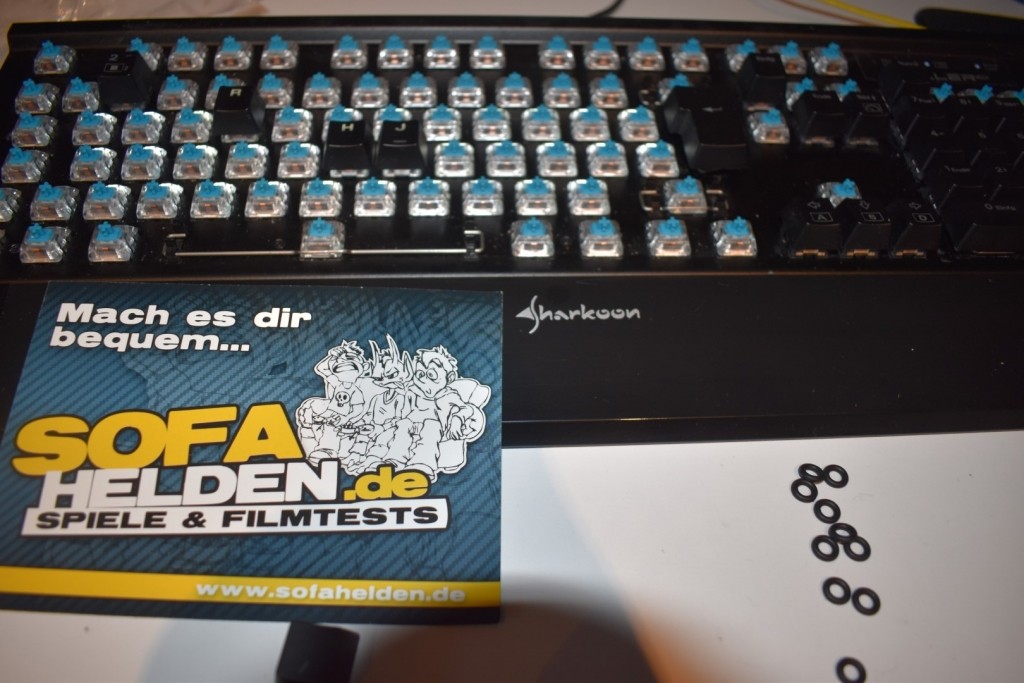 R
H
J
Sharkoon
A
S
D
Mach es dir
bequem...
SOFA
HELDEN.de
SPIELE & FILMTESTS
www.sofahelden.de